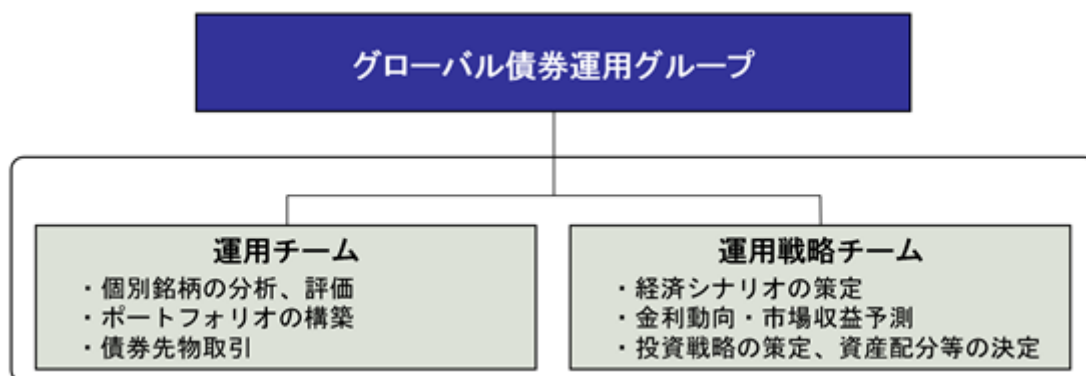 グローバル債券運用グループ
運用チーム
・個別銘柄の分析、評価
・ポートフォリオの構築
・債券先物取引
運用戦略チーム
・経済シナリオの策定
・金利動向・市場収益予測
・投資戦略の策定、資産配分等の決定